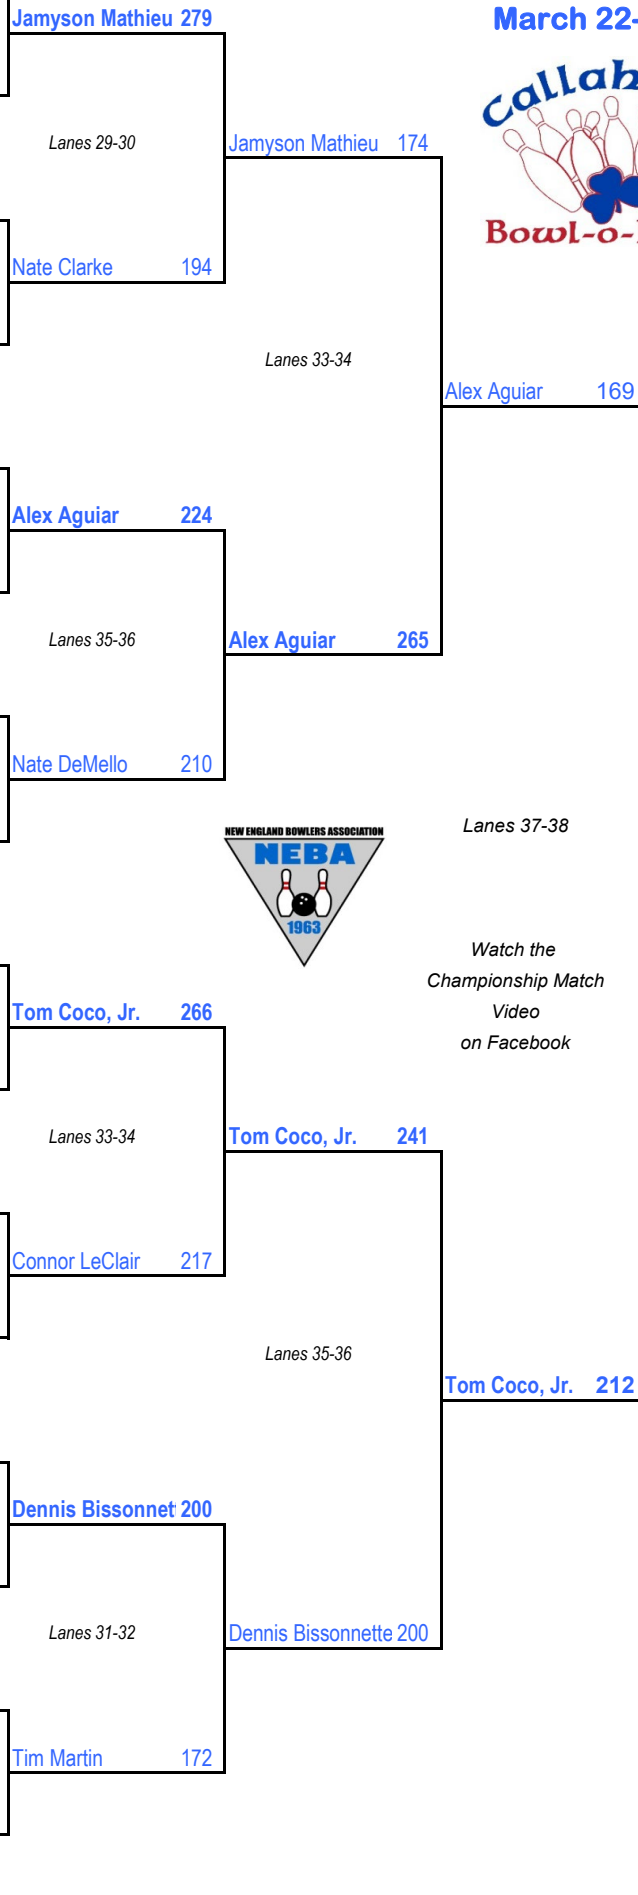 Jamyson Mathieu 279
March 22-
Lanes 29-30
Jamyson Mathieu 174
Nate Clarke 194
Bowl-o-
Lanes 33-34
Alex Aguiar 169
Alex Aguiar 224
Lanes 35-36
Alex Aguiar 265
Nate DeMello 210
NEW ENGLAND BOWLERS ASSOCIATION
NEBA
1963
Lanes 37-38
Watch the
Championship Match
Video
on Facebook
Tom Coco, Jr. 266
Lanes 33-34
Tom Coco, Jr. 241
Connor LeClair 217
Lanes 35-36
Tom Coco, Jr. 212
Dennis Bissonnet 200
Lanes 31-32
Dennis Bissonnette 200
Tim Martin 172